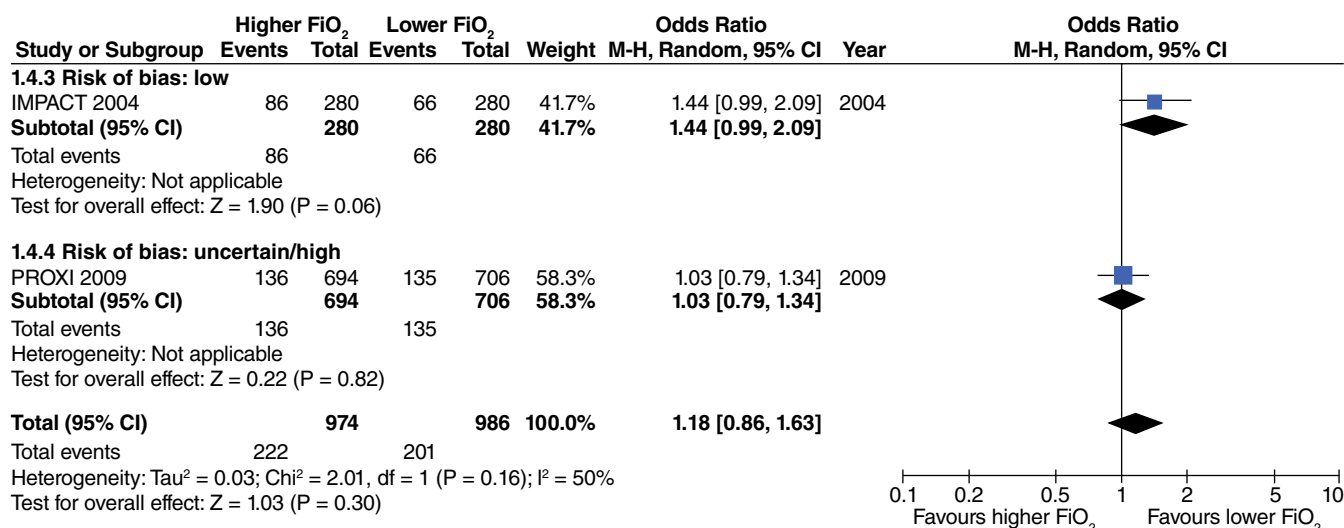 Higher FiO₂ Lower FiO₂ Odds Ratio Odds Ratio
Study or Subgroup Events Total Events Total Weight M-H, Random, 95% CI Year M-H, Random, 95% CI
1.4.3 Risk of bias: low
IMPACT 2004 86 280 66 280 41.7% 1.44 [0.99, 2.09] 2004
Subtotal (95% CI) 280 280 41.7% 1.44 [0.99, 2.09]
Total events 86 66
Heterogeneity: Not applicable
Test for overall effect: Z = 1.90 (P = 0.06)
1.4.4 Risk of bias: uncertain/high
PROXI 2009 136 694 135 706 58.3% 1.03 [0.79, 1.34] 2009
Subtotal (95% CI) 694 706 58.3% 1.03 [0.79, 1.34]
Total events 136 135
Heterogeneity: Not applicable
Test for overall effect: Z = 0.22 (P = 0.82)
Total (95% CI) 974 986 100.0% 1.18 [0.86, 1.63]
Total events 222 201
Heterogeneity: Tau² = 0.03; Chi² = 2.01, df = 1 (P = 0.16); I² = 50%
Test for overall effect: Z = 1.03 (P = 0.30)
0.1 0.2 0.5 1 2 5 10
Favours higher FiO₂ Favours lower FiO₂